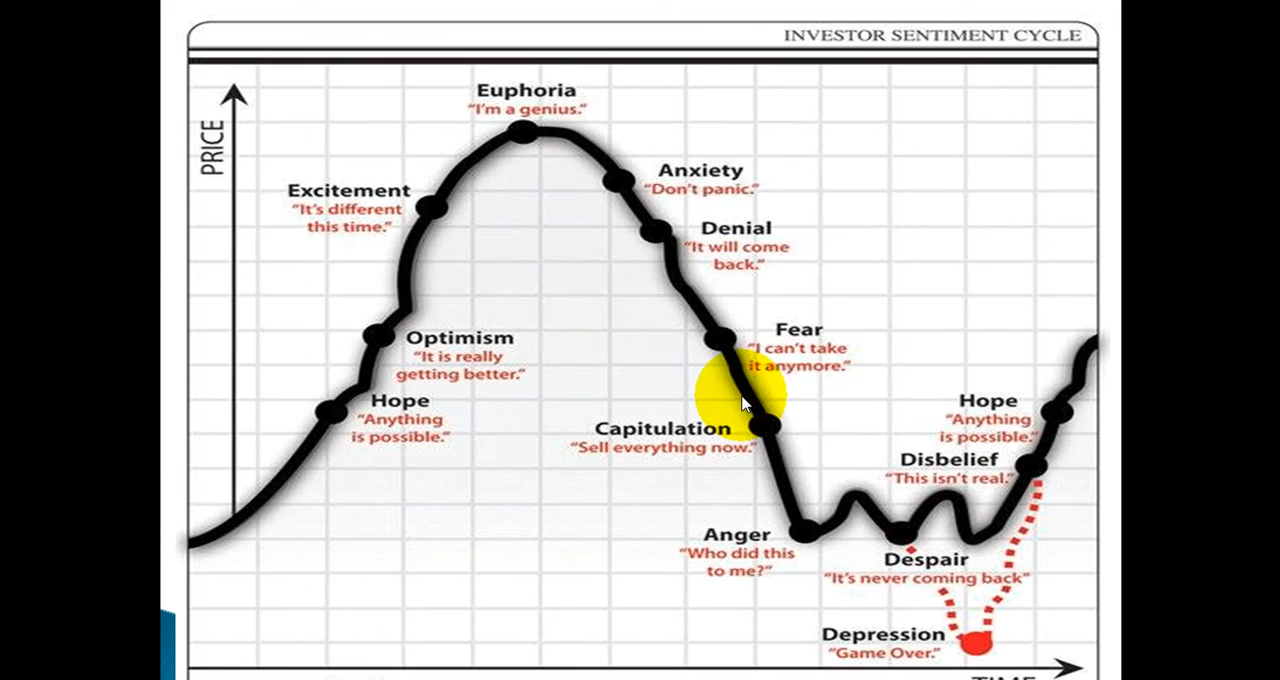 INVESTOR SENTIMENT CYCLE
PRICE
Euphoria
“I’m a genius.”
Anxiety
“Don’t panic.”
Excitement
“It’s different
this time.”
Denial
“It will come
back.”
Optimism
“It is really
getting better.”
Fear
“I can’t take
it anymore.”
Hope
“Anything
is possible.”
Capitulation
“Sell everything now.”
Hope
“Anything
is possible.”
Disbelief
“This isn’t real.”
Anger
“Who did this
to me?”
Despair
“It’s never coming back”
Depression
“Game Over.”
TIME